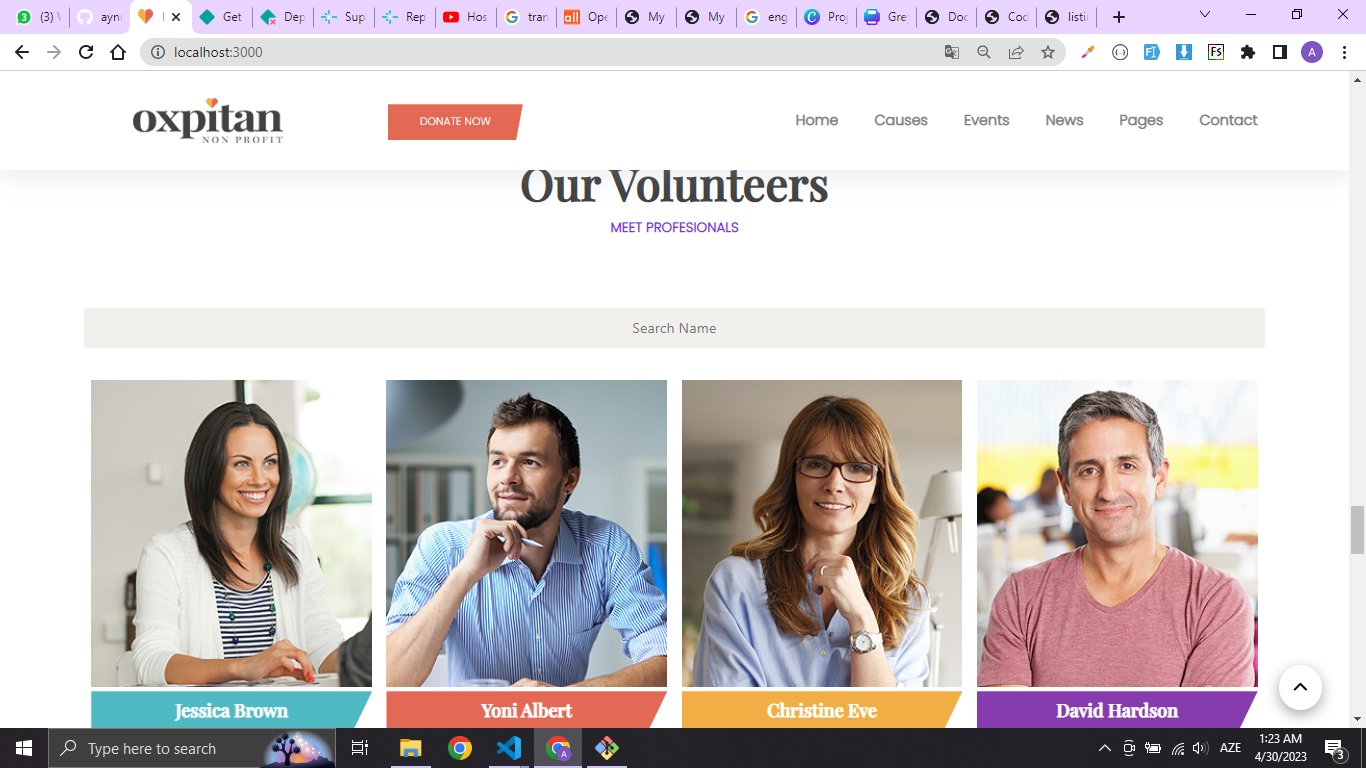 (3) W
aynu
Get
Dep
Sup
Rep
Hos
tran
Ope
My
My
eng
Proj
Gre
Doc
Cod
listi
localhost:3000
oxpitan
NON PROFIT
DONATE NOW
Home Causes Events News Pages Contact
Our Volunteers
MEET PROFESIONALS
Search Name
Jessica Brown
Yoni Albert
Christine Eve
David Hardson
Type here to search
AZE
1:23 AM
4/30/2023
3